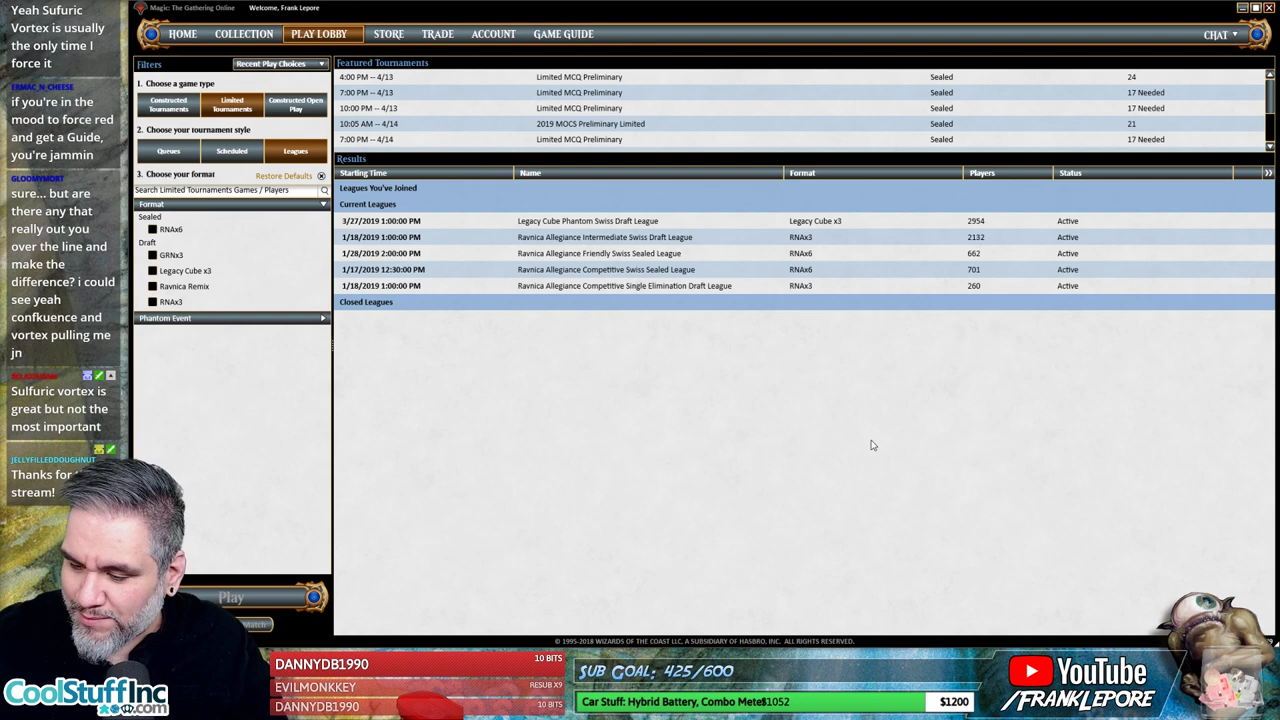 Yeah Sufuric
Vortex is usually
the only time I
force it
ERMAC_N_CHEESE
if you're in the
mood to force red
and get a Guide,
you're jammin
GLOOMYMORT
sure... but are
there any that
really out you
over the line and
make the
difference? i could
see yeah
confkuence and
vortex pulling me
jn
Sulfuric vortex is
great but not the
most important
JELLYFILLEDDOUGHNUT
Thanks for
stream!
Magic: The Gathering Online Welcome, Frank Lepore
HOME COLLECTION PLAY LOBBY STORE TRADE ACCOUNT GAME GUIDE CHAT
Filters Recent Play Choices
1. Choose a game type
Constructed Tournaments Limited Tournaments Constructed Open Play
2. Choose your tournament style
Queues Scheduled Leagues
3. Choose your format Restore Defaults
Search Limited Tournaments Games / Players
Format
Sealed
RNAx6
Draft
GRNx3
Legacy Cube x3
Ravnica Remix
RNAx3
Phantom Event
Play
Match
Featured Tournaments
4:00 PM -- 4/13 Limited MCQ Preliminary Sealed 24
7:00 PM -- 4/13 Limited MCQ Preliminary Sealed 17 Needed
10:00 PM -- 4/13 Limited MCQ Preliminary Sealed 17 Needed
10:05 AM -- 4/14 2019 MOCS Preliminary Limited Sealed 21
7:00 PM -- 4/14 Limited MCQ Preliminary Sealed 17 Needed
Results
Starting Time Name Format Players Status
Leagues You've Joined
Current Leagues
3/27/2019 1:00:00 PM Legacy Cube Phantom Swiss Draft League Legacy Cube x3 2954 Active
1/18/2019 1:00:00 PM Ravnica Allegiance Intermediate Swiss Draft League RNAx3 2132 Active
1/28/2019 2:00:00 PM Ravnica Allegiance Friendly Swiss Sealed League RNAx6 662 Active
1/17/2019 12:30:00 PM Ravnica Allegiance Competitive Swiss Sealed League RNAx6 701 Active
1/18/2019 1:00:00 PM Ravnica Allegiance Competitive Single Elimination Draft League RNAx3 260 Active
Closed Leagues
© 1995-2018 WIZARDS OF THE COAST LLC, A SUBSIDIARY OF HASBRO, INC. ALL RIGHTS RESERVED.
CoolStuffInc
.com
DANNYDB1990 10 BITS
EVILMONKKEY RESUB X9
DANNYDB1990 10 BITS
SUB GOAL: 425/600
Car Stuff: Hybrid Battery, Combo Mete $1052 $1200
YouTube
/FRANKLEPORE